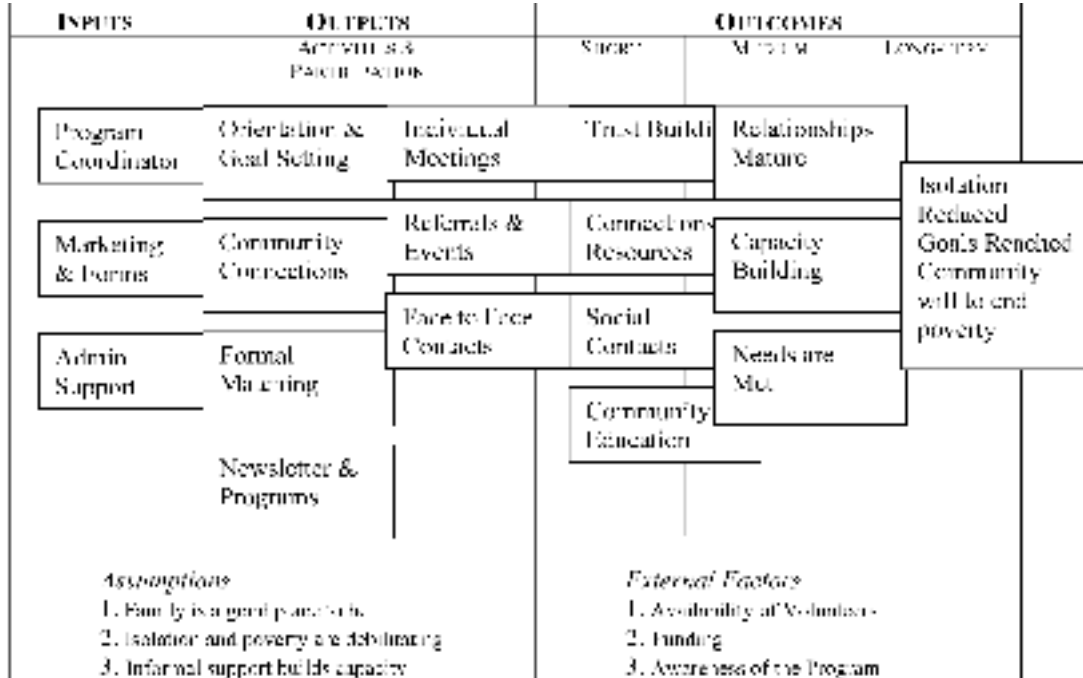 INPUTS
OUTPUTS
OUTCOMES
ACTIVITIES &
PARTICIPATION
SHORT
MEDIUM
LONG-TERM
Program
Coordinator
Orientation &
Goal Setting
Individual
Meetings
Trust Buildi
Relationships
Mature
Marketing
& Forms
Community
Connections
Referrals &
Events
Connections
Resources
Capacity
Building
Isolation
Reduced
Goals Reached
Community
will to end
poverty
Admin
Support
Formal
Matching
Face to Face
Contacts
Social
Contacts
Needs are
Met
Community
Education
Newsletter &
Programs
Assumptions
1. Family is a good place to
2. Isolation and poverty are debilitating
3. Informal support builds capacity
External Factors
1. Availability of Volunteers
2. Funding
3. Awareness of the Program